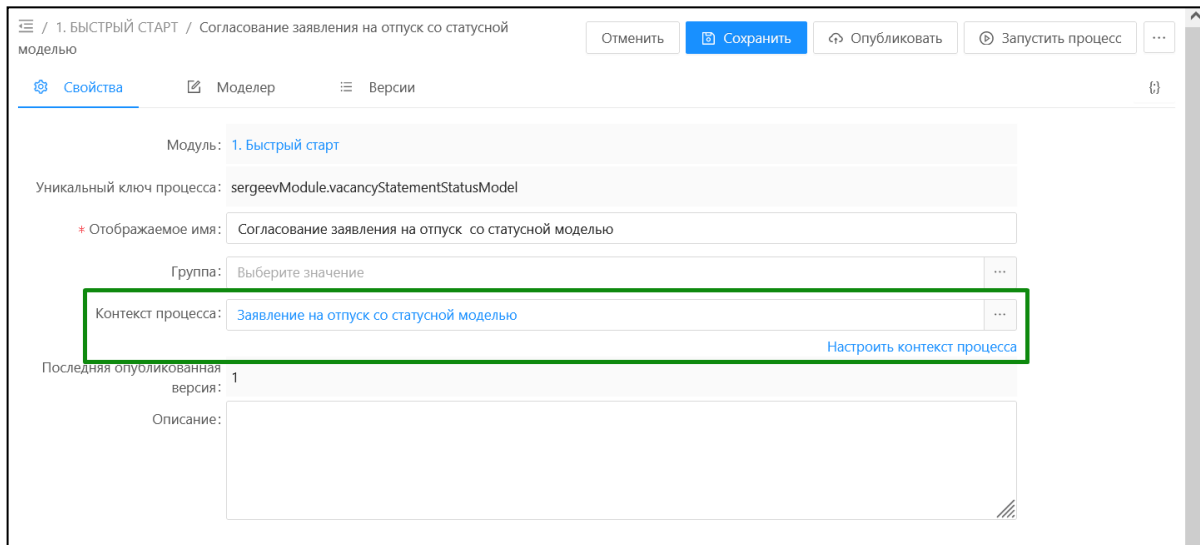 / 1. БЫСТРЫЙ СТАРТ / Согласование заявления на отпуск со статусной
моделью
Отменить Сохранить Опубликовать Запустить процесс ...
Свойства Моделер Версии {;}
Модуль: 1. Быстрый старт
Уникальный ключ процесса: sergeevModule.vacancyStatementStatusModel
* Отображаемое имя: Согласование заявления на отпуск со статусной моделью
Группа: Выберите значение ...
Контекст процесса: Заявление на отпуск со статусной моделью ...
Настроить контекст процесса
Последняя опубликованная
версия: 1
Описание: